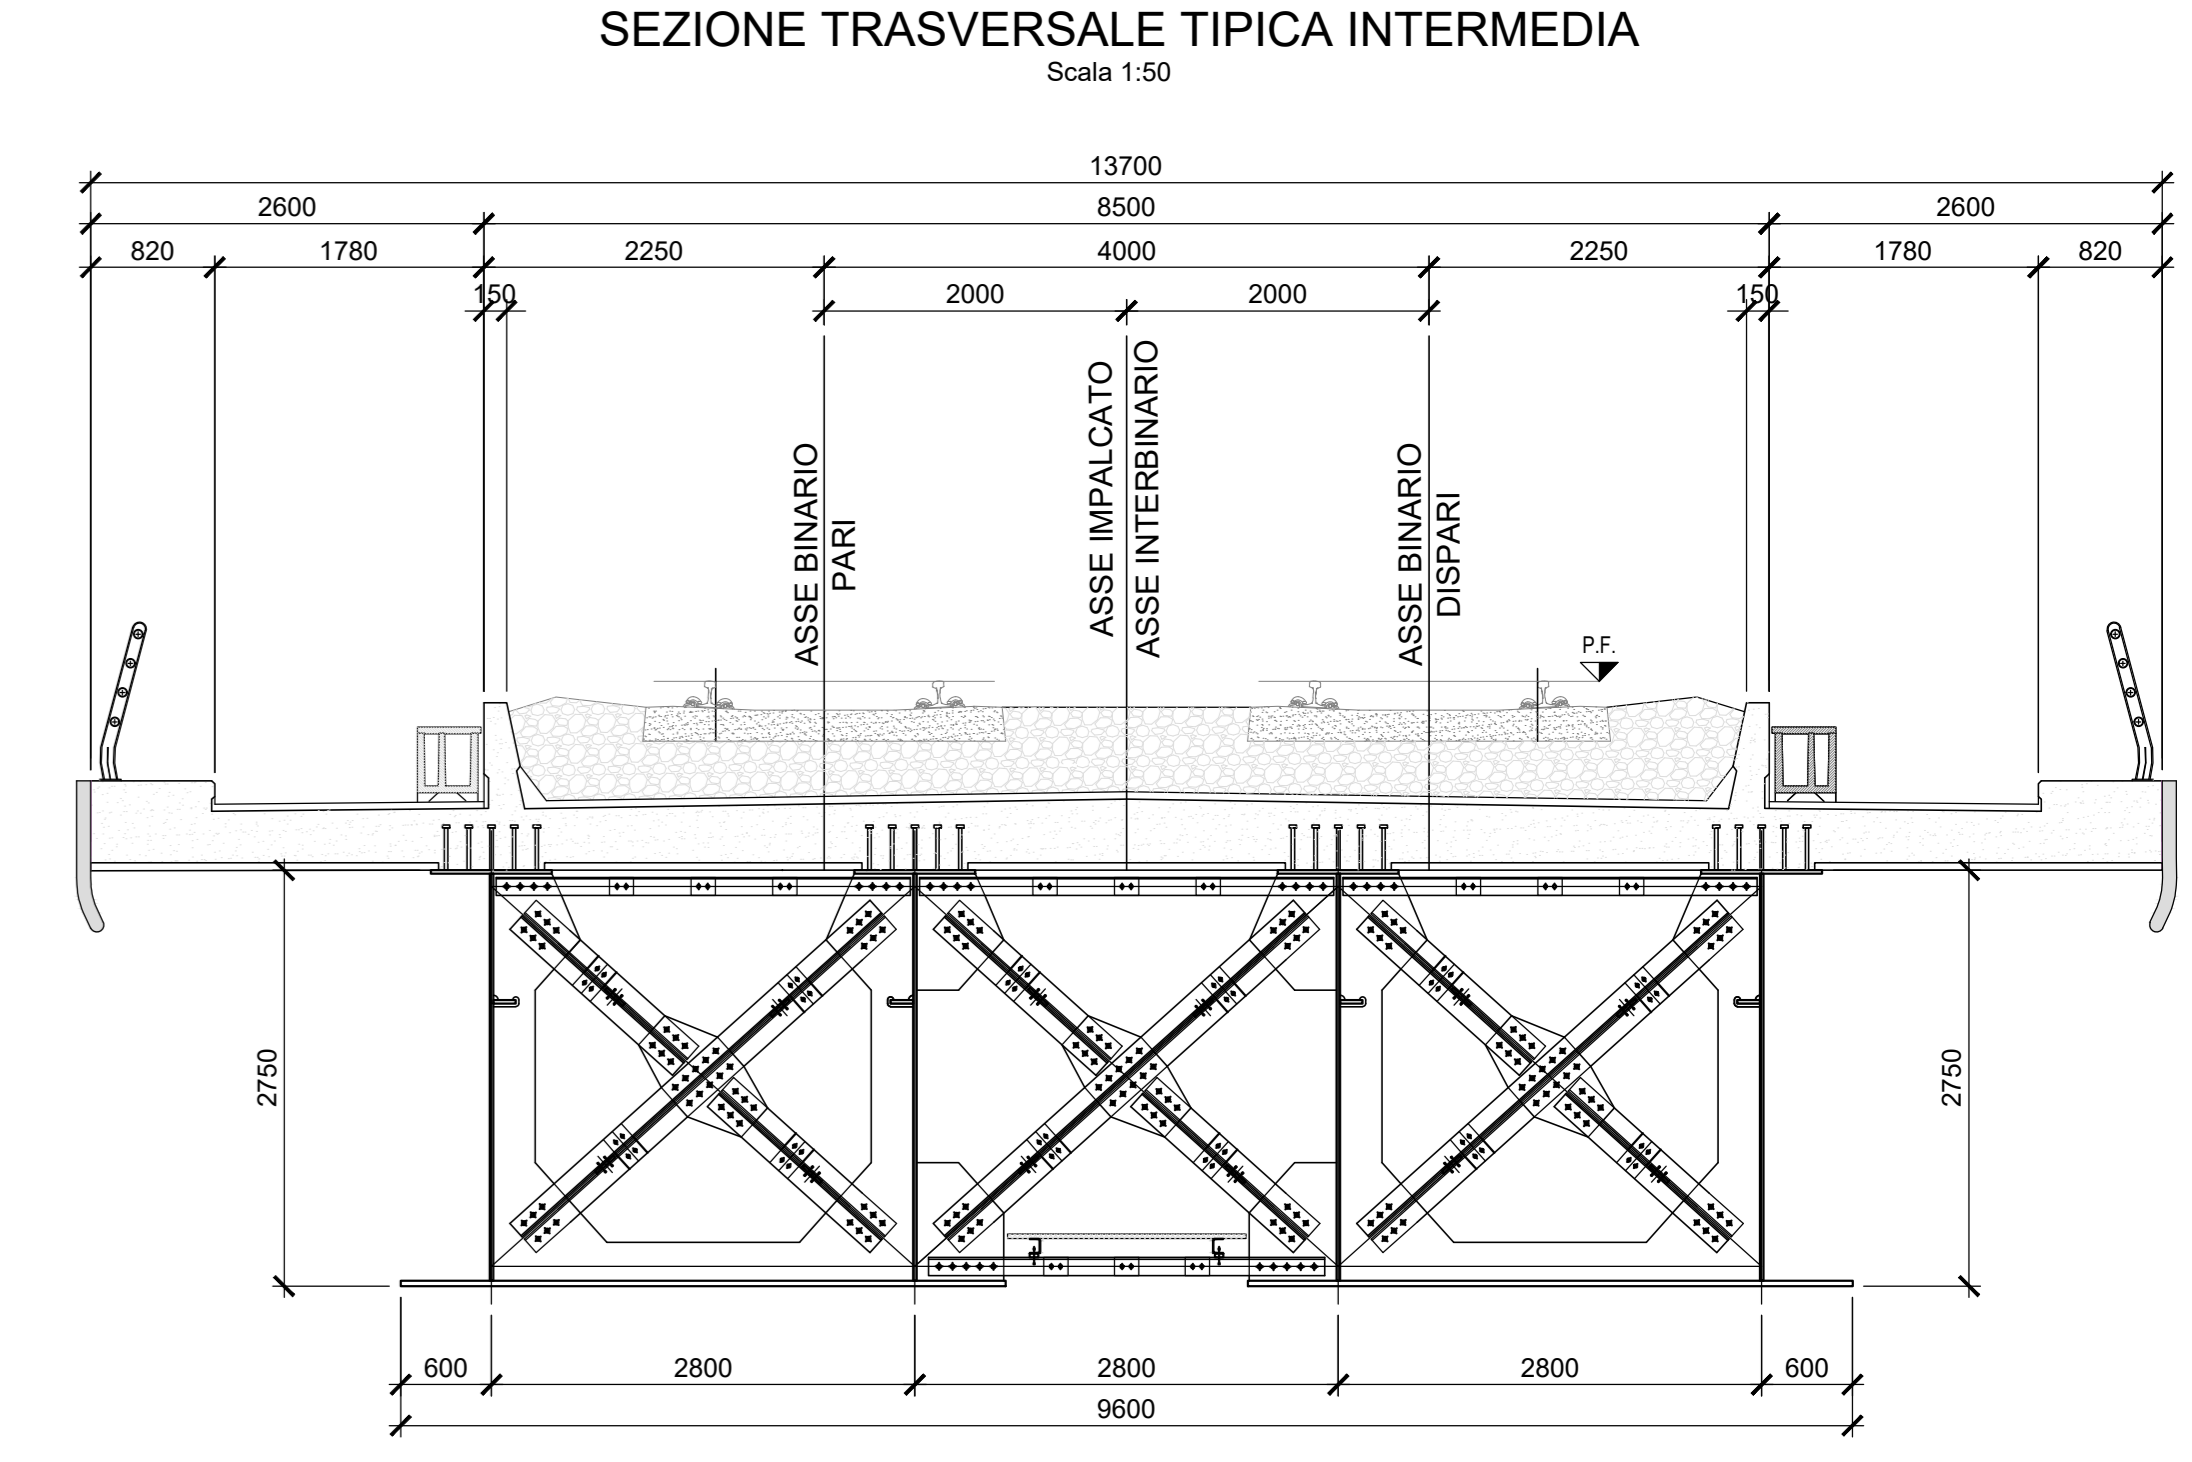 SEZIONE TRASVERSALE TIPICA INTERMEDIA
Scala 1:50
13700
2600 8500 2600
820 1780 2250 4000 2250 1780 820
150 2000 2000 150
ASSE BINARIO
PARI
ASSE IMPALCATO
ASSE INTERBINARIO
ASSE BINARIO
DISPARI
P.F.
2750 2750
600 2800 2800 2800 600
9600